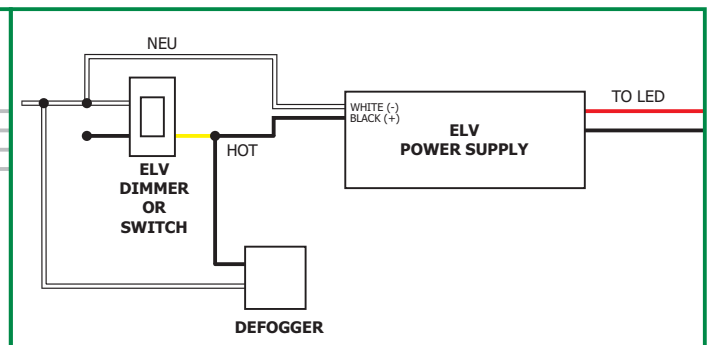 NEU
WHITE (-)
BLACK (+)
ELV
POWER SUPPLY
TO LED
HOT
ELV
DIMMER
OR
SWITCH
DEFOGGER